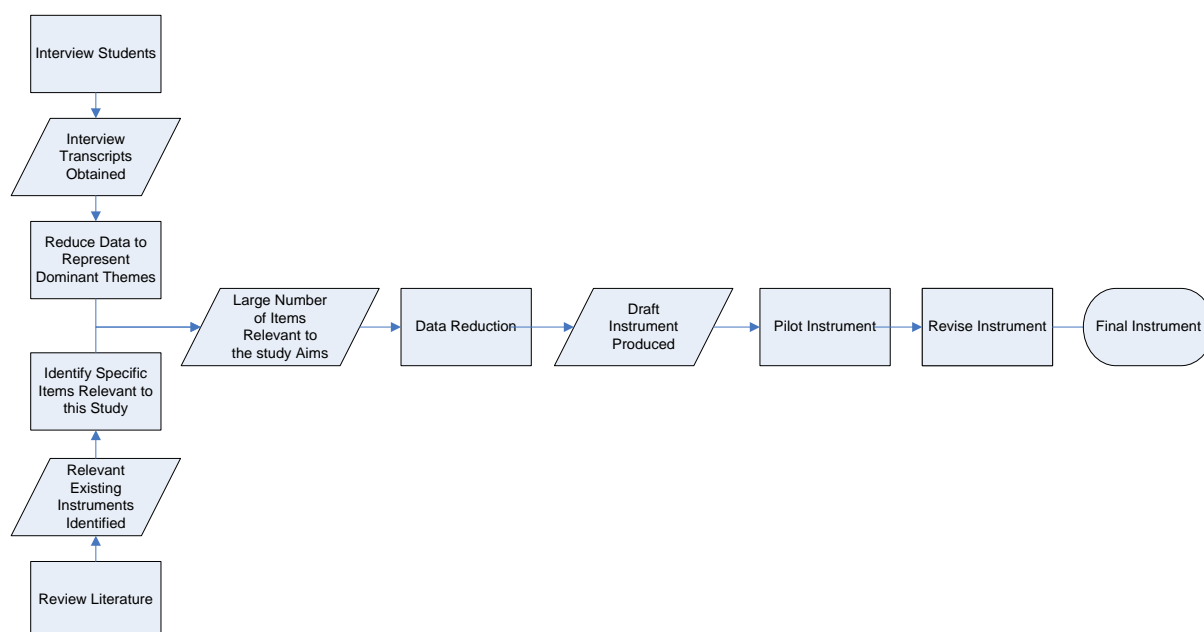 Interview Students
Interview
Transcripts
Obtained
Reduce Data to
Represent
Dominant Themes
Large Number
of Items
Relevant to
the study Aims
Data Reduction
Draft
Instrument
Produced
Pilot Instrument
Revise Instrument
Final Instrument
Identify Specific
Items Relevant to
this Study
Relevant
Existing
Instruments
Identified
Review Literature